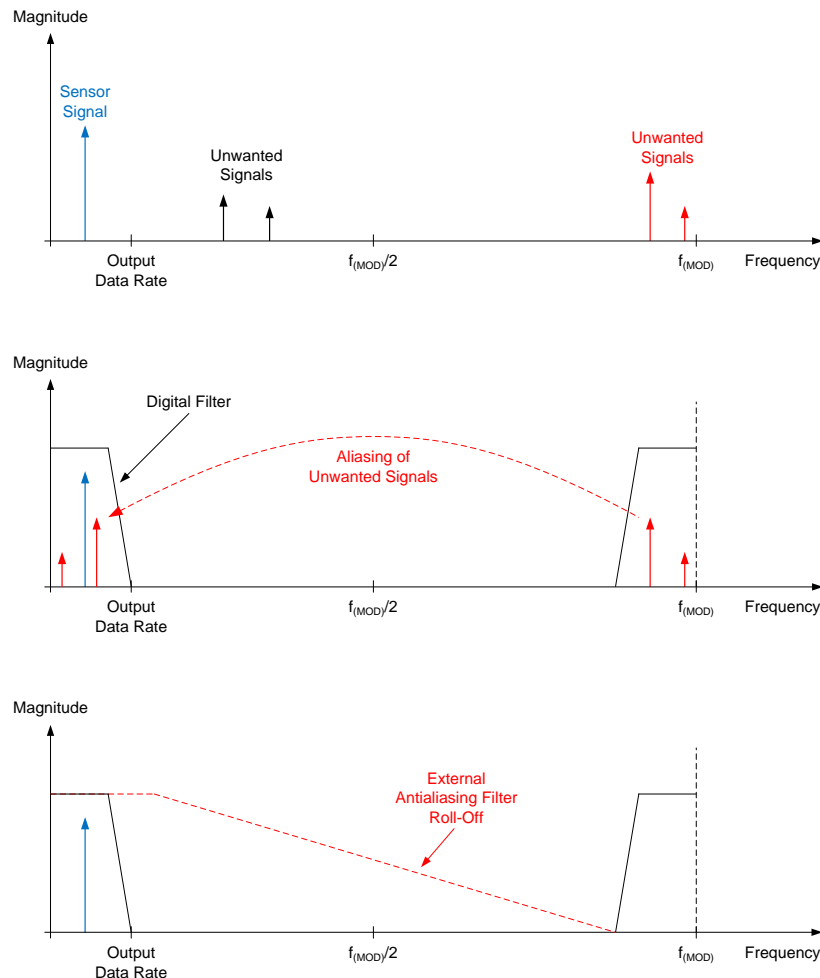 Magnitude
Sensor
Signal
Unwanted
Signals
Unwanted
Signals
Output
Data Rate
f(MOD)/2
f(MOD)
Frequency
Magnitude
Digital Filter
Aliasing of
Unwanted Signals
Output
Data Rate
f(MOD)/2
f(MOD)
Frequency
Magnitude
External
Antialiasing Filter
Roll-Off
Output
Data Rate
f(MOD)/2
f(MOD)
Frequency